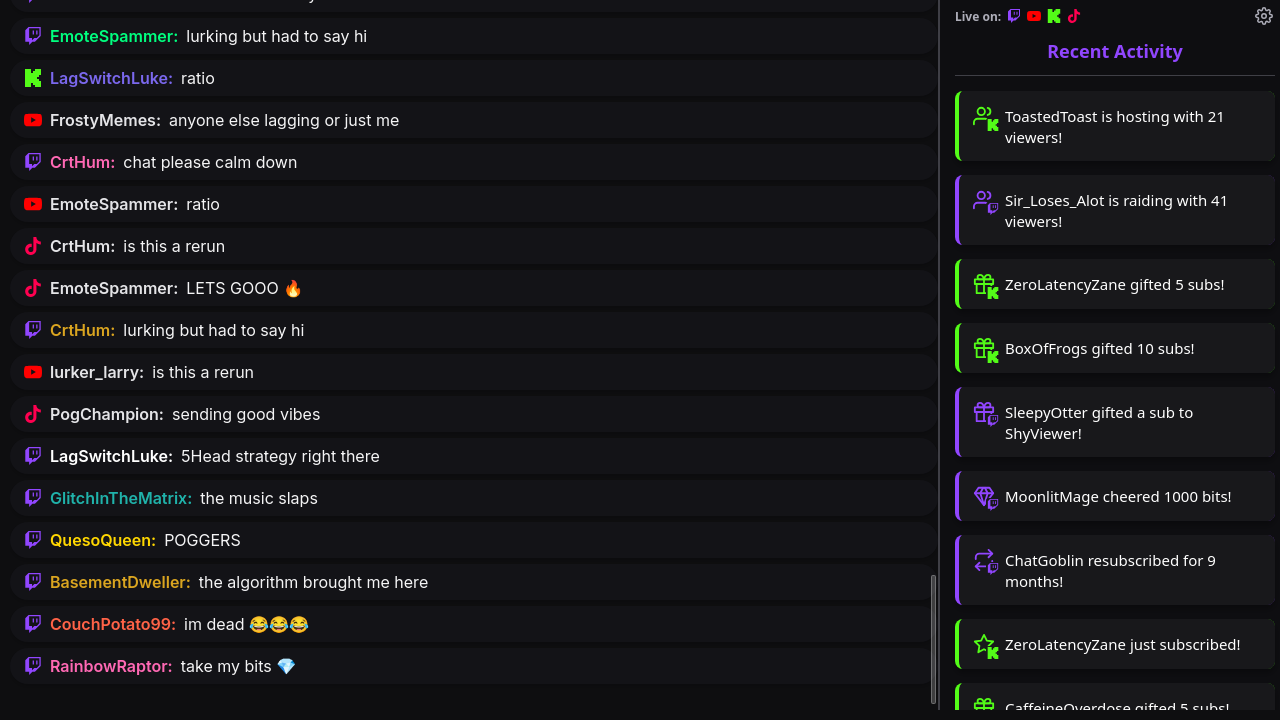 EmoteSpammer: lurking but had to say hi
LagSwitchLuke: ratio
FrostyMemes: anyone else lagging or just me
CrtHum: chat please calm down
EmoteSpammer: ratio
CrtHum: is this a rerun
EmoteSpammer: LETS GOOO 🔥
CrtHum: lurking but had to say hi
lurker_larry: is this a rerun
PogChampion: sending good vibes
LagSwitchLuke: 5Head strategy right there
GlitchInTheMatrix: the music slaps
QuesoQueen: POGGERS
BasementDweller: the algorithm brought me here
CouchPotato99: im dead 😂😂😂
RainbowRaptor: take my bits 💎
Live on:
Recent Activity
ToastedToast is hosting with 21
viewers!
Sir_Loses_Alot is raiding with 41
viewers!
ZeroLatencyZane gifted 5 subs!
BoxOfFrogs gifted 10 subs!
SleepyOtter gifted a sub to
ShyViewer!
MoonlitMage cheered 1000 bits!
ChatGoblin resubscribed for 9
months!
ZeroLatencyZane just subscribed!
CaffeineOverdose gifted 5 subs!